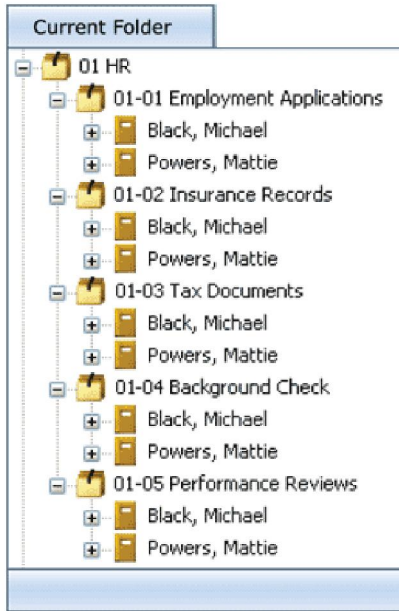 Current Folder
01 HR
01-01 Employment Applications
Black, Michael
Powers, Mattie
01-02 Insurance Records
Black, Michael
Powers, Mattie
01-03 Tax Documents
Black, Michael
Powers, Mattie
01-04 Background Check
Black, Michael
Powers, Mattie
01-05 Performance Reviews
Black, Michael
Powers, Mattie